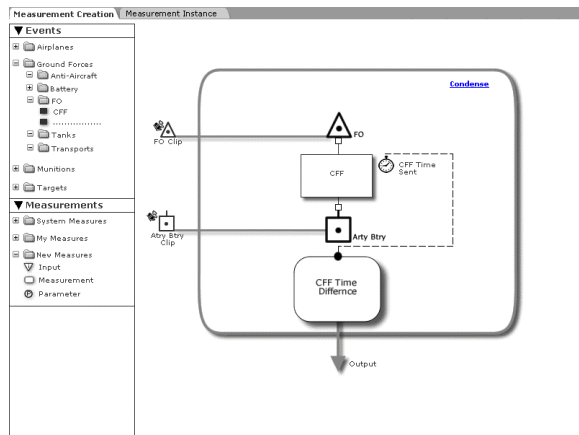 Measurement Creation
Measurement Instance
Events
Airplanes
Ground Forces
Anti-Aircraft
Battery
FO
CFF
.................
Tanks
Transports
Munitions
Targets
Measurements
System Measures
My Measures
New Measures
Input
Measurement
P Parameter
Condense
FO Clip
FO
CFF
CFF Time
Sent
Atry Btry
Clip
Arty Btry
CFF Time
Differnce
Output